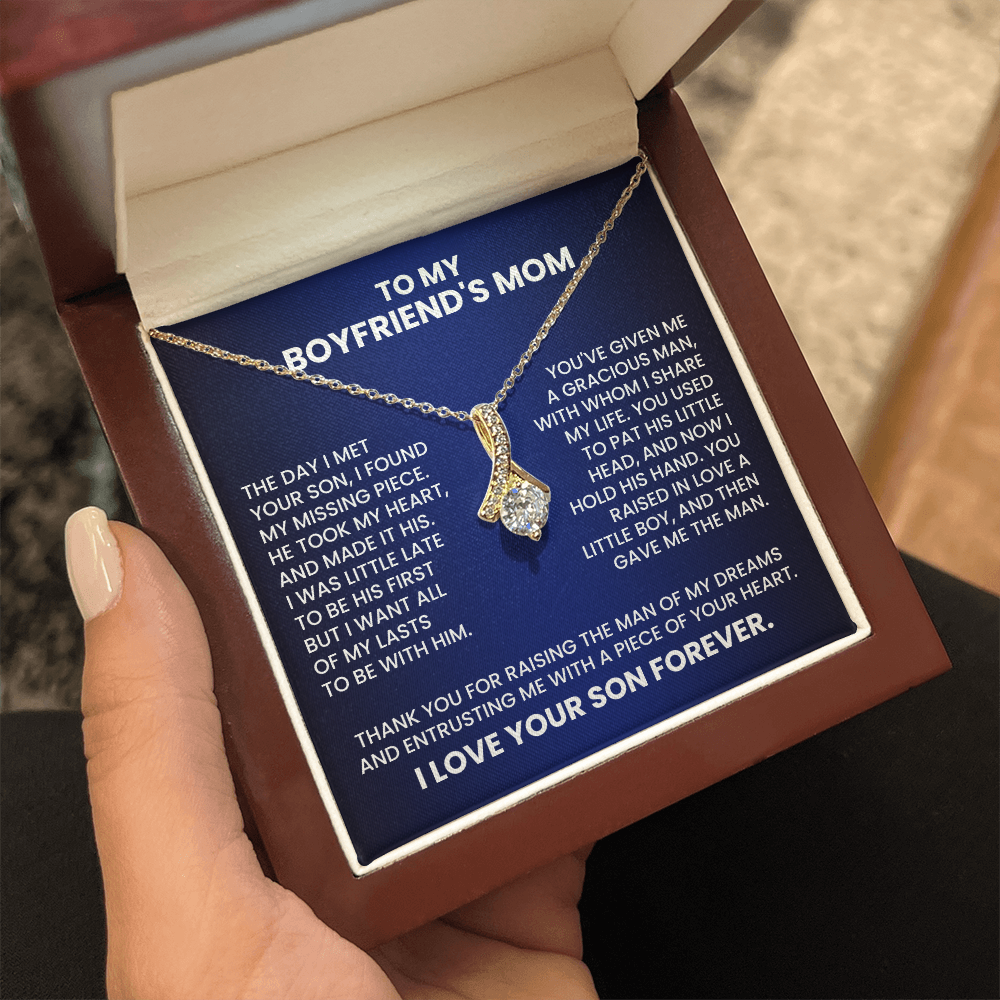 TO MY
BOYFRIEND'S MOM
THE DAY I MET
YOUR SON, I FOUND
MY MISSING PIECE.
HE TOOK MY HEART,
AND MADE IT HIS.
I WAS LITTLE LATE
TO BE HIS FIRST
BUT I WANT ALL
OF MY LASTS
TO BE WITH HIM.
YOU'VE GIVEN ME
A GRACIOUS MAN,
WITH WHOM I SHARE
MY LIFE. YOU USED
TO PAT HIS LITTLE
HEAD, AND NOW I
HOLD HIS HAND. YOU
RAISED IN LOVE A
LITTLE BOY, AND THEN
GAVE ME THE MAN.
THANK YOU FOR RAISING THE MAN OF MY DREAMS
AND ENTRUSTING ME WITH A PIECE OF YOUR HEART.
I LOVE YOUR SON FOREVER.